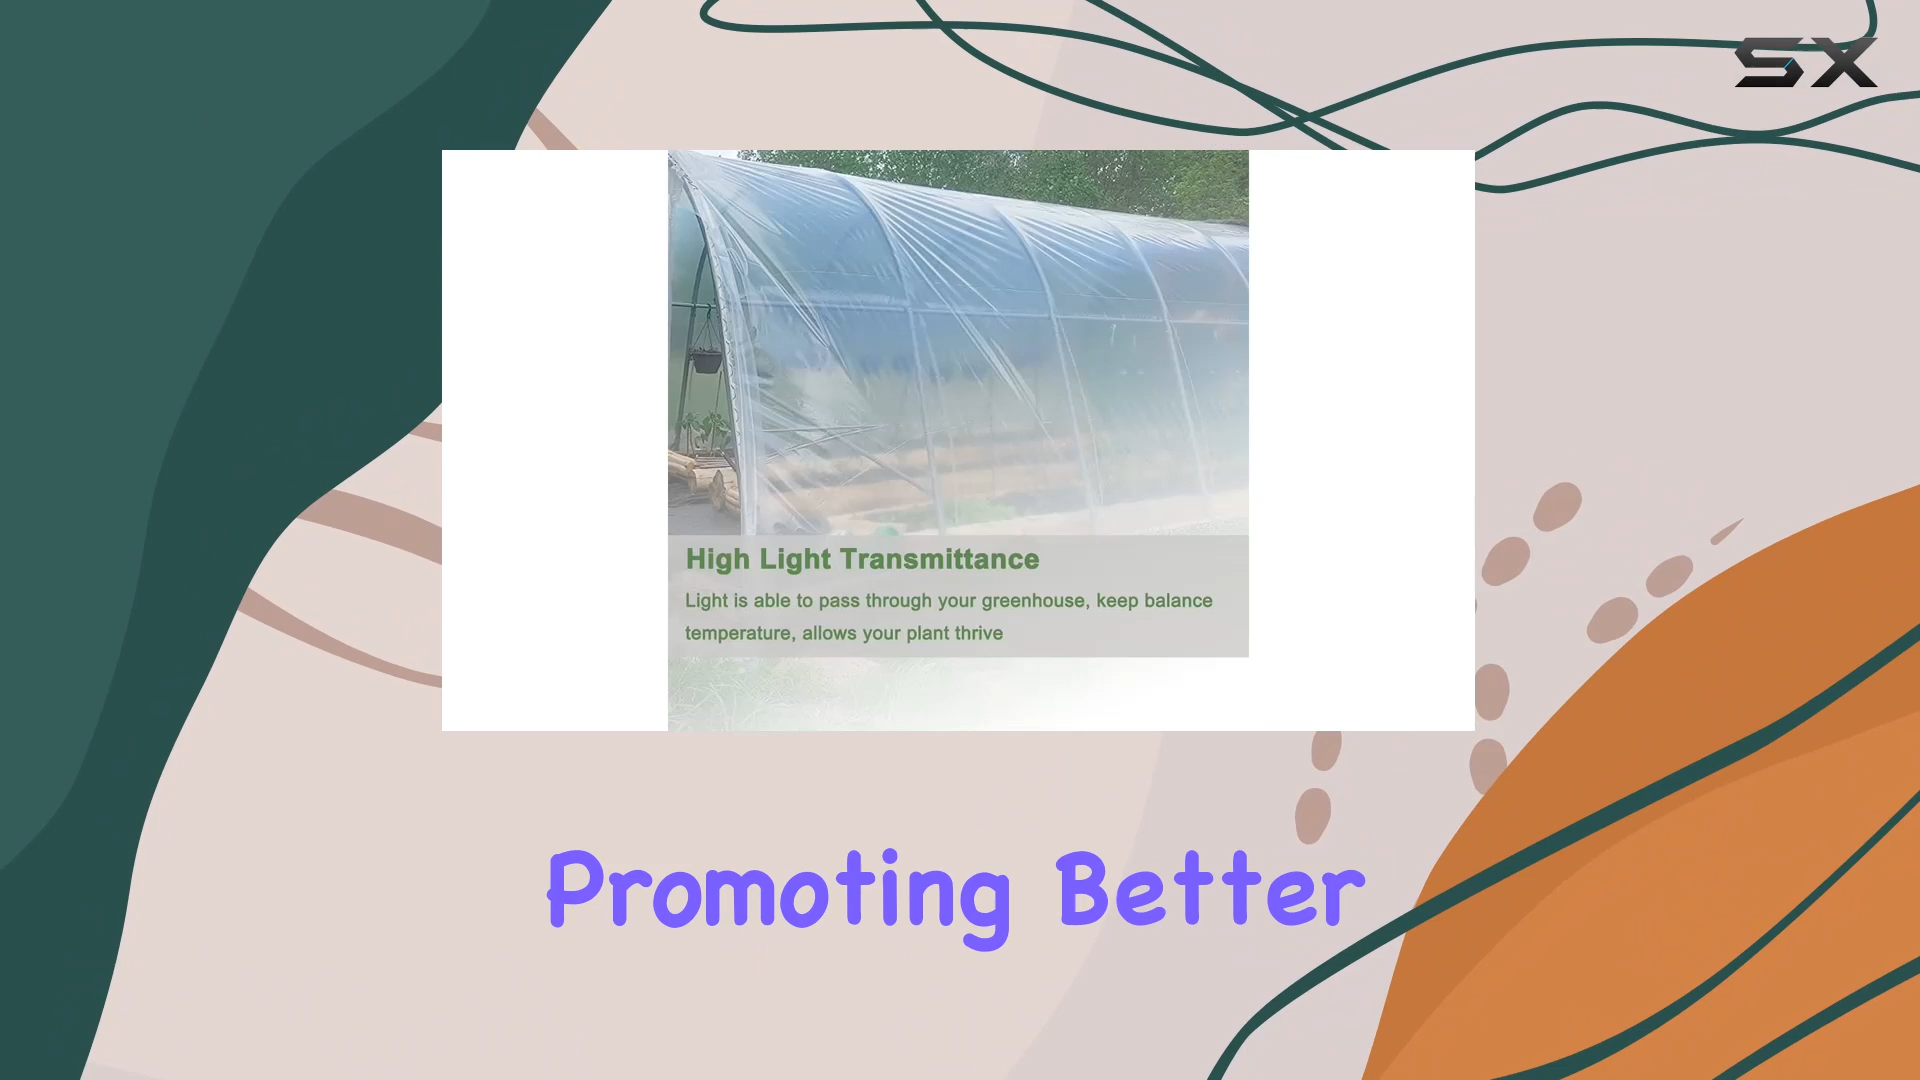 SX
High Light Transmittance
Light is able to pass through your greenhouse, keep balance
temperature, allows your plant thrive
Promoting Better